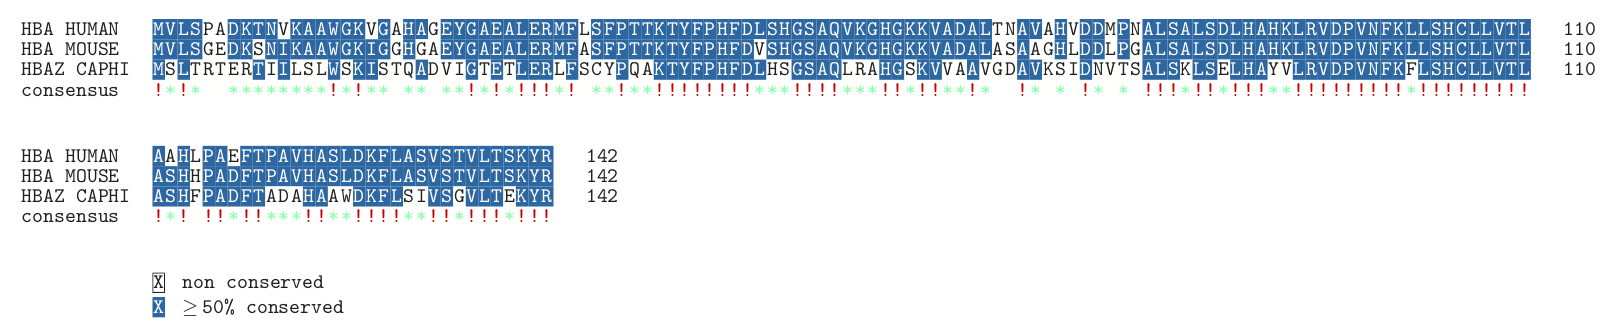 HBA HUMAN MVLSPADKTNVKAAWGKVGAHAGEYGAEALERMFLSFPTTKTYFPHFDLSHGSAQVKGHGKKVADALTNAVAHVDDMPNALSALSDLHAHKLRVDPVNFKLLSHCLLVTL 110
HBA MOUSE MVLSGEDKSNIKAAWGKIGGHGAEYGAEALERMFASFPTTKTYFPHFDVSHGSAQVKGHGKKVADALASAAGHLDDLPGALSALSDLHAHKLRVDPVNFKLLSHCLLVTL 110
HBAZ CAPHI MSLTRTERTIILSLWSKISTQADVIGTETLERLFSCYPQAKTYFPHFDLHSGSAQLRAHGSKVVAAVGDAVKSIDNVTSALSKLSELHAYVLRVDPVNFKFLSHCLLVTL 110
consensus !*!*  ********!*!** ** **!*!**!!!*! **!**!!!!!!!!***!!!!***!!*!!**!*  !* * !* * !!!*!!*!!!**!!!!!!!!!*!!!!!!!!!
HBA HUMAN AAHLPAEFTPAVHASLDKFLASVSTVLTSKYR 142
HBA MOUSE ASHHPADFTPAVHASLDKFLASVSTVLTSKYR 142
HBAZ CAPHI ASHFPADFTADAHAAWDKFLSIVSGVLTEKYR 142
consensus !*! !!*!!***!!**!!!!**!!*!!!*!!!
X non conserved
X ≥50% conserved